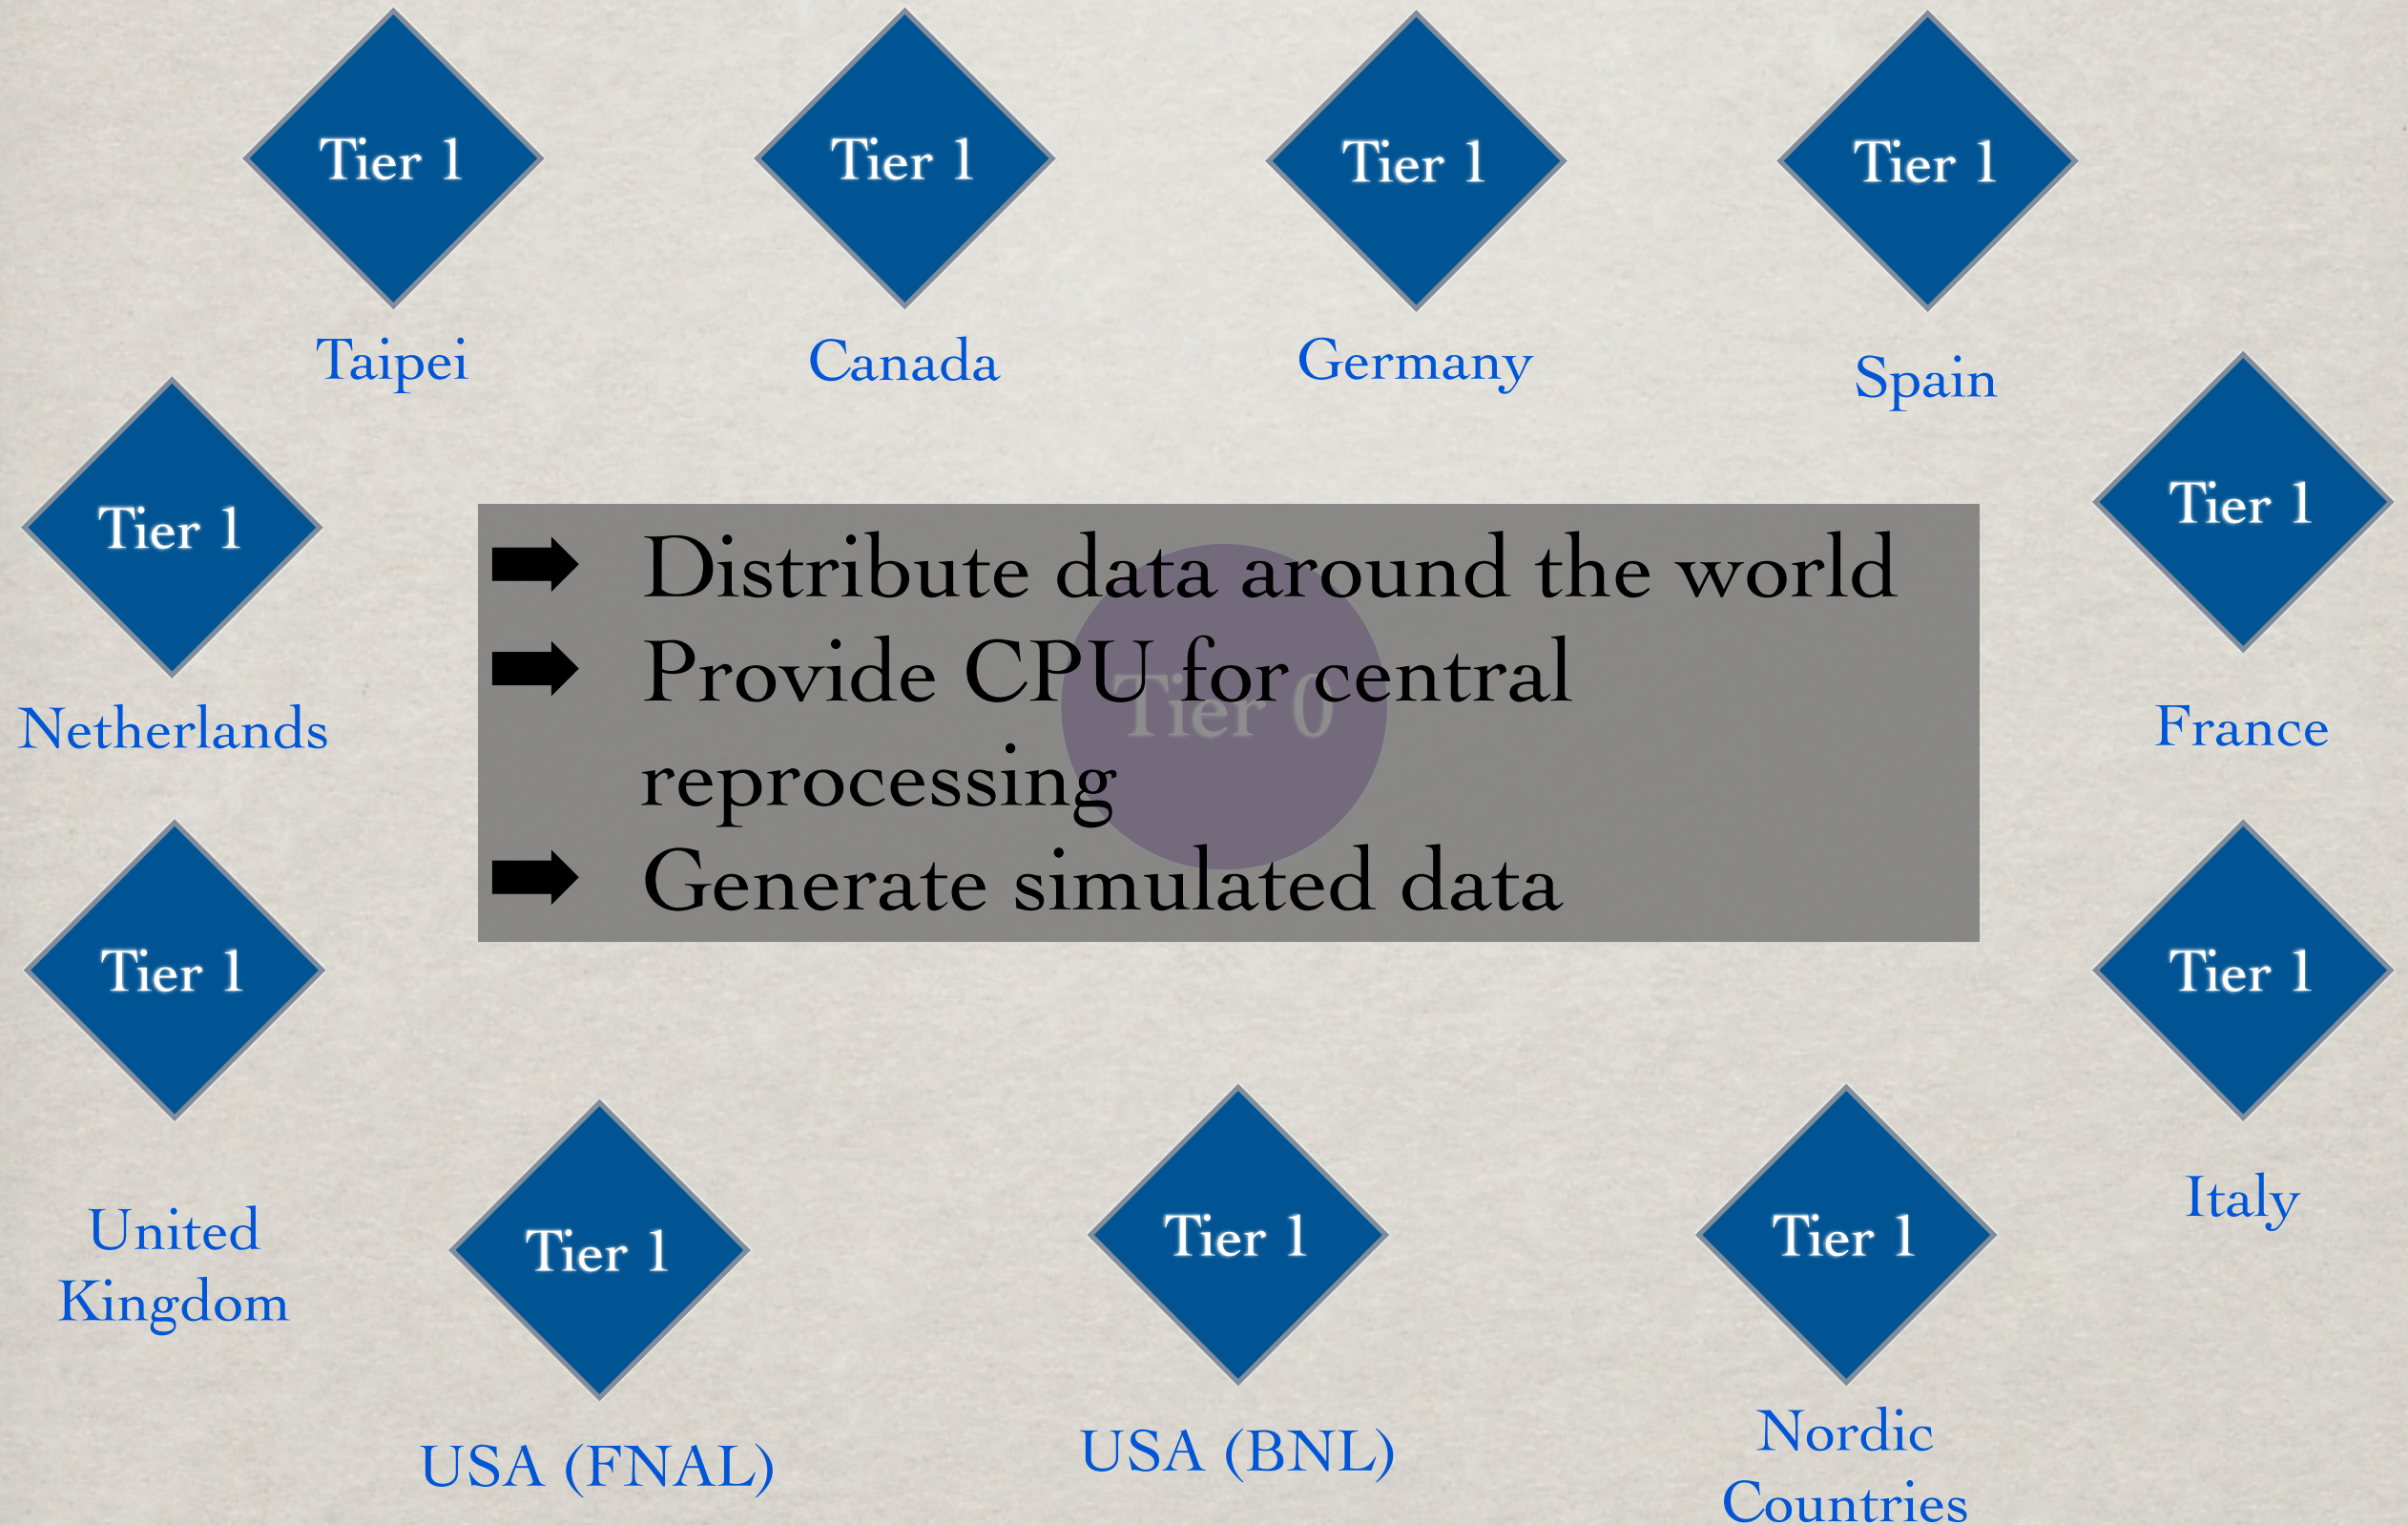 Tier 1
Tier 1
Tier 1
Tier 1
Taipei
Canada
Germany
Spain
Tier 1
Tier 1
Netherlands
France
Distribute data around the world
Provide CPU for central
reprocessing
Generate simulated data
Tier 0
Tier 1
Tier 1
United
Kingdom
Italy
Tier 1
Tier 1
Tier 1
USA (FNAL)
USA (BNL)
Nordic
Countries